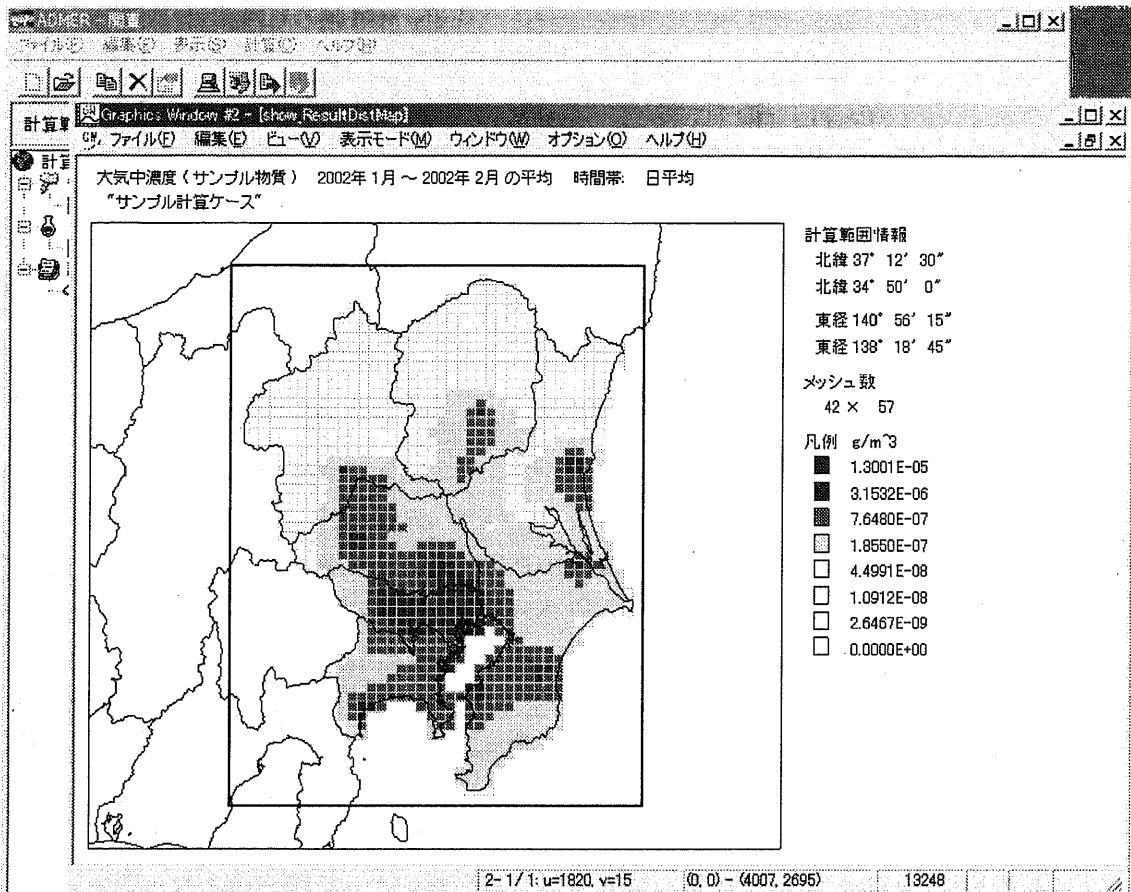 ADMER - 関東
ファイル(F) 編集(E) 表示(S) 計算(C) ヘルプ(H)
Graphics Window #2 - [show_ResultDistMap]
ファイル(F) 編集(E) ビュー(V) 表示モード(M) ウィンドウ(W) オプション(O) ヘルプ(H)
大気中濃度(サンプル物質) 2002年 1月 ~ 2002年 2月 の平均 時間帯: 日平均
"サンプル計算ケース"
計算範囲情報
北緯 37° 12' 30"
北緯 34° 50' 0"
東経 140° 56' 15"
東経 138° 18' 45"
メッシュ数
42 × 57
凡例 g/m^3
1.3001E-05
3.1532E-06
7.6480E-07
1.8550E-07
4.4991E-08
1.0912E-08
2.6467E-09
0.0000E+00
2- 1/ 1: u=1820, v=15 (0, 0) - (4007, 2695) 13248